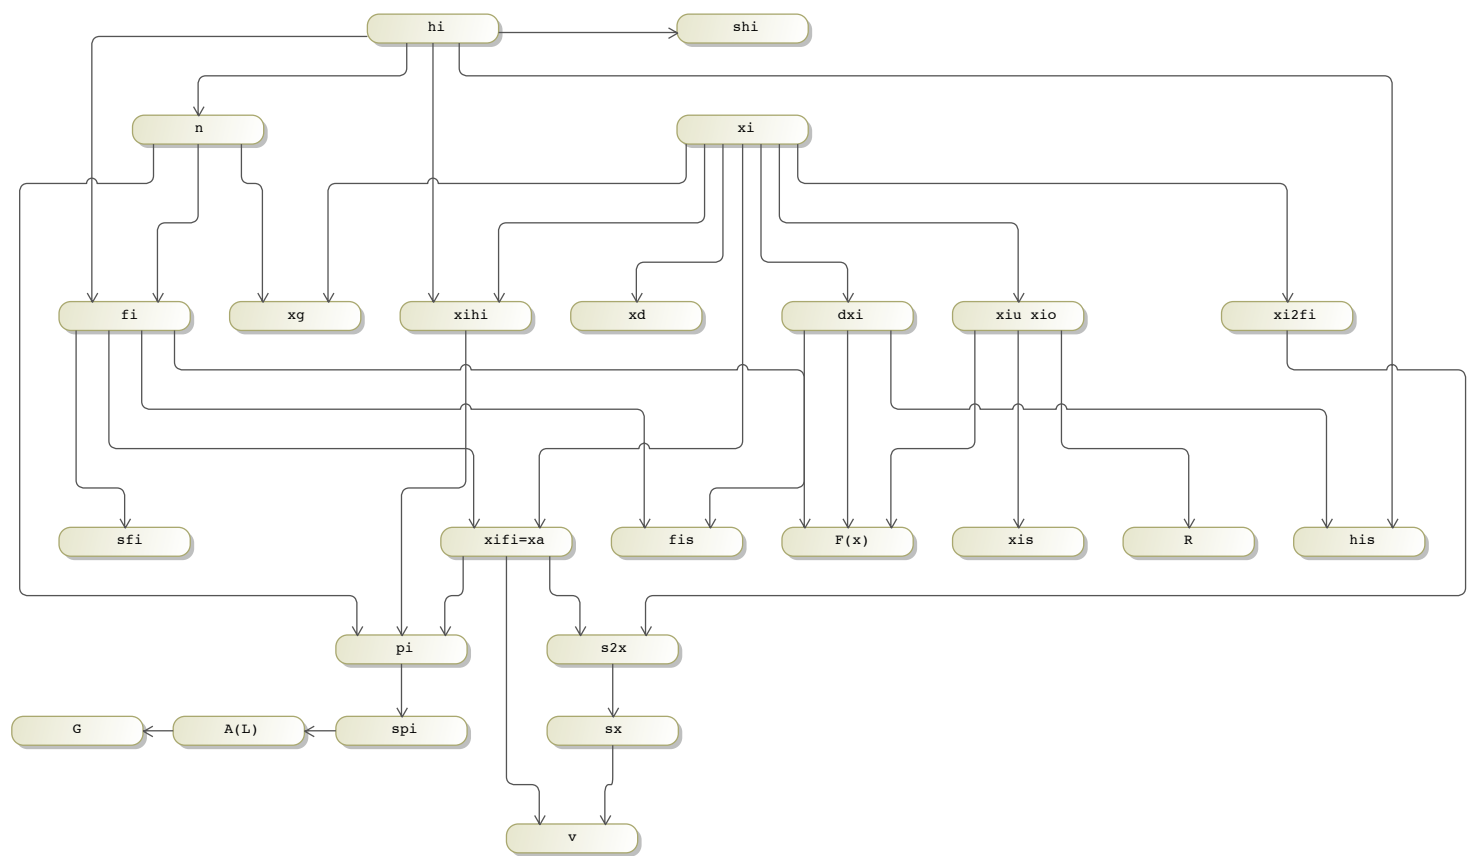 hi
shi
n
xi
fi
xg
xihi
xd
dxi
xiu xio
xi2fi
sfi
xifi=xa
fis
F(x)
xis
R
his
pi
s2x
G
A(L)
spi
sx
v